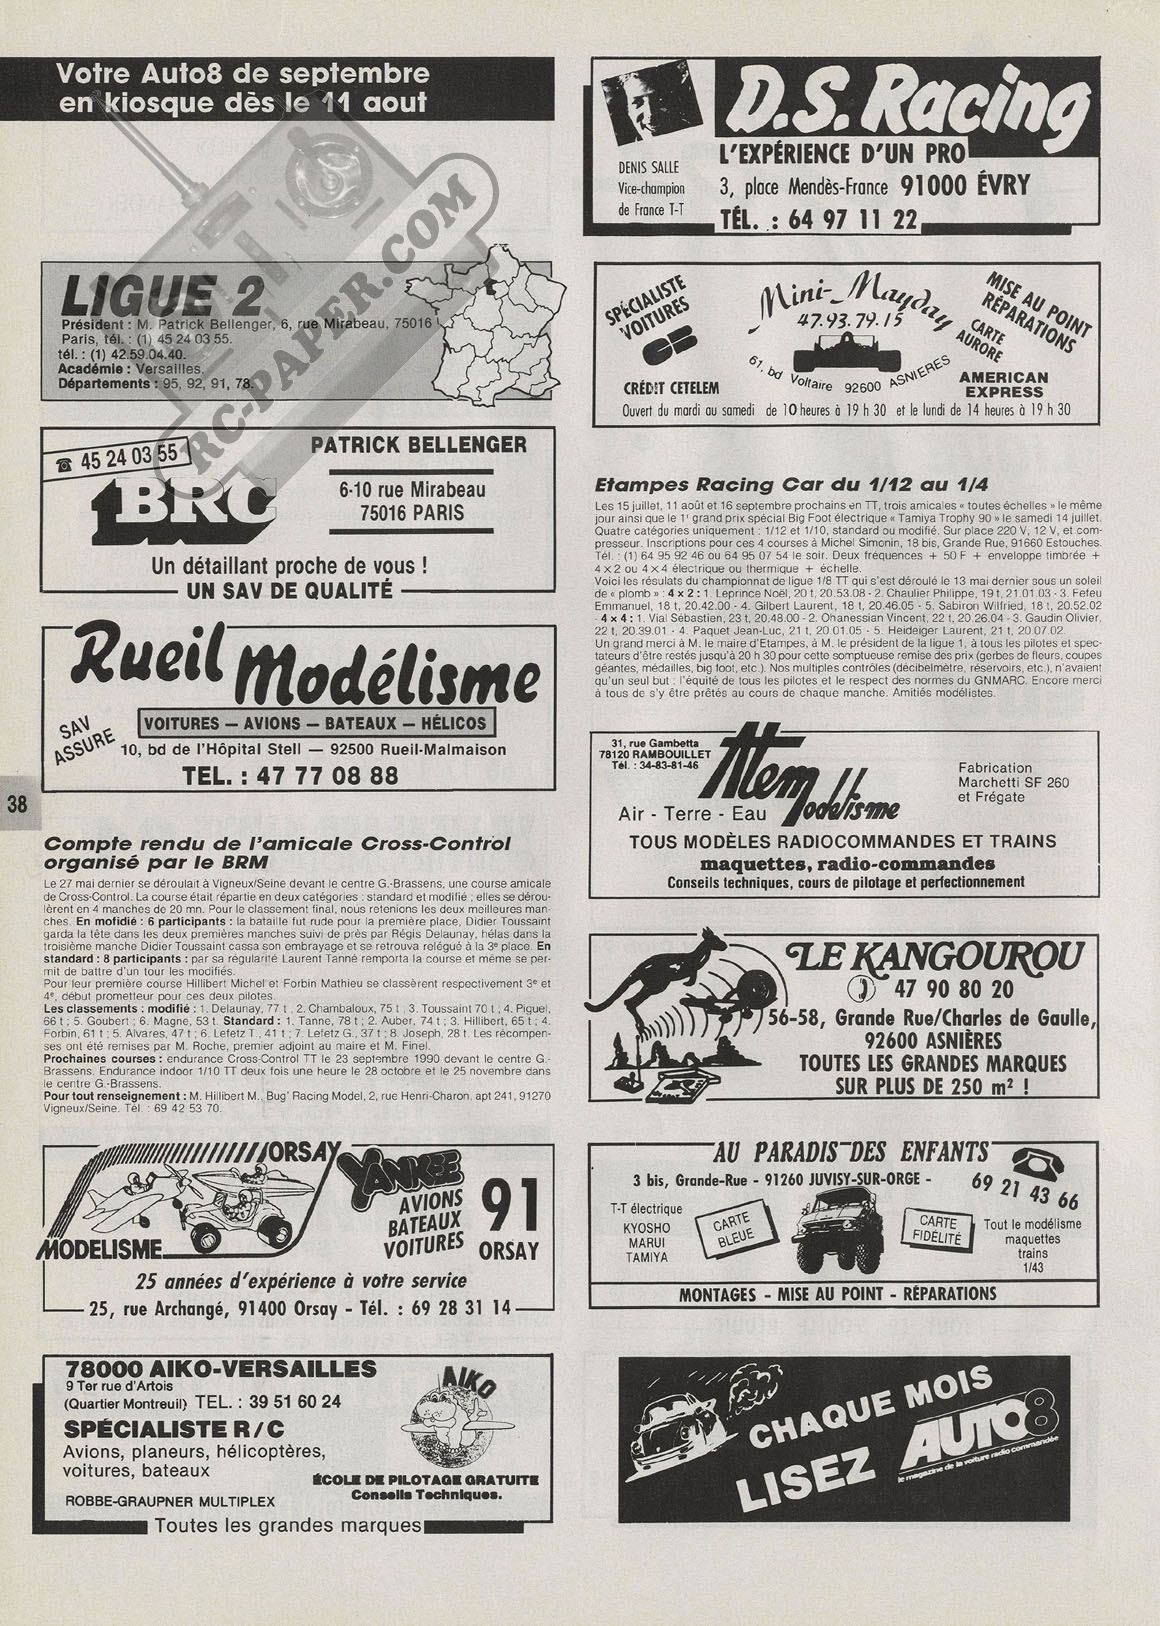 Votre Auto8 de septembre
en kiosque dès le 11 aout
RC-PAPER.COM
LIGUE 2
Président : M. Patrick Bellenger, 6, rue Mirabeau, 75016
Paris, tél. : (1) 45 24 03 55.
tél. : (1) 42.59.04.40.
Académie : Versailles.
Départements : 95, 92, 91, 78.
☎ 45 24 03 55
BRC
PATRICK BELLENGER
6-10 rue Mirabeau
75016 PARIS
Un détaillant proche de vous !
UN SAV DE QUALITÉ
Rueil Modélisme
SAV
ASSURE
VOITURES — AVIONS — BATEAUX — HÉLICOS
10, bd de l'Hôpital Stell — 92500 Rueil-Malmaison
TEL. : 47 77 08 88
38
Compte rendu de l'amicale Cross-Control
organisé par le BRM
Le 27 mai dernier se déroulait à Vigneux/Seine devant le centre G.-Brassens, une course amicale
de Cross-Control. La course était répartie en deux catégories : standard et modifié ; elles se dérou-
lèrent en 4 manches de 20 mn. Pour le classement final, nous retenions les deux meilleures man-
ches. En mofidié : 6 participants : la bataille fut rude pour la première place, Didier Toussaint
garda la tête dans les deux premières manches suivi de près par Régis Delaunay, hélas dans la
troisième manche Didier Toussaint cassa son embrayage et se retrouva relégué à la 3e place. En
standard : 8 participants : par sa régularité Laurent Tanné remporta la course et même se per-
mit de battre d'un tour les modifiés.
Pour leur première course Hillibert Michel et Forbin Mathieu se classèrent respectivement 3e et
4e, début prometteur pour ces deux pilotes.
Les classements : modifié : 1. Delaunay, 77 t ; 2. Chambaloux, 75 t ; 3. Toussaint 70 t ; 4. Piguel,
66 t ; 5. Goubert ; 6. Magne, 53 t. Standard : 1. Tanne, 78 t ; 2. Auber, 74 t ; 3. Hillibert, 65 t ; 4.
Forbin, 61 t ; 5. Alvares, 47 t ; 6. Lefetz T., 41 t ; 7. Lefetz G., 37 t ; 8. Joseph, 28 t. Les récompen-
ses ont été remises par M. Roche, premier adjoint au maire et M. Finel.
Prochaines courses : endurance Cross-Control TT le 23 septembre 1990 devant le centre G.-
Brassens. Endurance indoor 1/10 TT deux fois une heure le 28 octobre et le 25 novembre dans
le centre G.-Brassens.
Pour tout renseignement : M. Hillibert M., Bug' Racing Model, 2, rue Henri-Charon, apt 241, 91270
Vigneux/Seine. Tél. : 69 42 53 70.
ORSAY
MODELISME
YANKEE
AVIONS
BATEAUX
VOITURES
91
ORSAY
25 années d'expérience à votre service
25, rue Archangé, 91400 Orsay - Tél. : 69 28 31 14
78000 AIKO-VERSAILLES
9 Ter rue d'Artois
(Quartier Montreuil) TEL. : 39 51 60 24
SPÉCIALISTE R/C
Avions, planeurs, hélicoptères,
voitures, bateaux
ROBBE-GRAUPNER MULTIPLEX
AIKO
ÉCOLE DE PILOTAGE GRATUITE
Conseils Techniques.
Toutes les grandes marques
D.S. Racing
L'EXPÉRIENCE D'UN PRO
DENIS SALLE
Vice-champion
de France T-T
3, place Mendès-France 91000 ÉVRY
TÉL. : 64 97 11 22
SPÉCIALISTE
VOITURES
CB
CRÉDIT CETELEM
Mini-Mayday
47.93.79.15
61, bd Voltaire 92600 ASNIERES
MISE AU POINT
RÉPARATIONS
CARTE
AURORE
AMERICAN
EXPRESS
Ouvert du mardi au samedi de 10 heures à 19 h 30 et le lundi de 14 heures à 19 h 30
Etampes Racing Car du 1/12 au 1/4
Les 15 juillet, 11 août et 16 septembre prochains en TT, trois amicales « toutes échelles » le même
jour ainsi que le 1er grand prix spécial Big Foot électrique « Tamiya Trophy 90 » le samedi 14 juillet.
Quatre catégories uniquement : 1/12 et 1/10, standard ou modifié. Sur place 220 V, 12 V, et com-
presseur. Inscriptions pour ces 4 courses à Michel Simonin, 18 bis, Grande Rue, 91660 Estouches.
Tél. : (1) 64 95 92 46 ou 64 95 07 54 le soir. Deux fréquences + 50 F + enveloppe timbrée +
4 × 2 ou 4 × 4 électrique ou thermique + échelle.
Voici les résulats du championnat de ligue 1/8 TT qui s'est déroulé le 13 mai dernier sous un soleil
de « plomb » : 4 × 2 : 1. Leprince Noël, 20 t, 20.53.08 - 2. Chaulier Philippe, 19 t, 21.01.03 - 3. Fefeu
Emmanuel, 18 t, 20.42.00 - 4. Gilbert Laurent, 18 t, 20.46.05 - 5. Sabiron Wilfried, 18 t, 20.52.02
- 4 × 4 : 1. Vial Sébastien, 23 t, 20.48.00 - 2. Ohanessian Vincent, 22 t, 20.26.04 - 3. Gaudin Olivier,
22 t, 20.39.01 - 4. Paquet Jean-Luc, 21 t, 20.01.05 - 5. Heideiger Laurent, 21 t, 20.07.02.
Un grand merci à M. le maire d'Etampes, à M. le président de la ligue 1, à tous les pilotes et spec-
tateurs d'être restés jusqu'à 20 h 30 pour cette somptueuse remise des prix (gerbes de fleurs, coupes
géantes, médailles, big foot, etc.). Nos multiples contrôles (décibelmètre, réservoirs, etc.), n'avaient
qu'un seul but : l'équité de tous les pilotes et le respect des normes du GNMARC. Encore merci
à tous de s'y être prêtés au cours de chaque manche. Amitiés modélistes.
31, rue Gambetta
78120 RAMBOUILLET
Tél. : 34-83-81-46
Atem Modelisme
Air - Terre - Eau
Fabrication
Marchetti SF 260
et Frégate
TOUS MODÈLES RADIOCOMMANDES ET TRAINS
maquettes, radio-commandes
Conseils techniques, cours de pilotage et perfectionnement
LE KANGOUROU
47 90 80 20
56-58, Grande Rue/Charles de Gaulle,
92600 ASNIÈRES
TOUTES LES GRANDES MARQUES
SUR PLUS DE 250 m² !
AU PARADIS DES ENFANTS
3 bis, Grande-Rue - 91260 JUVISY-SUR-ORGE -
69 21 43 66
T-T électrique
KYOSHO
MARUI
TAMIYA
CARTE
BLEUE
CARTE
FIDÉLITÉ
Tout le modélisme
maquettes
trains
1/43
MONTAGES - MISE AU POINT - RÉPARATIONS
CHAQUE MOIS
LISEZ AUTO8
le magazine de la voiture radio commandée